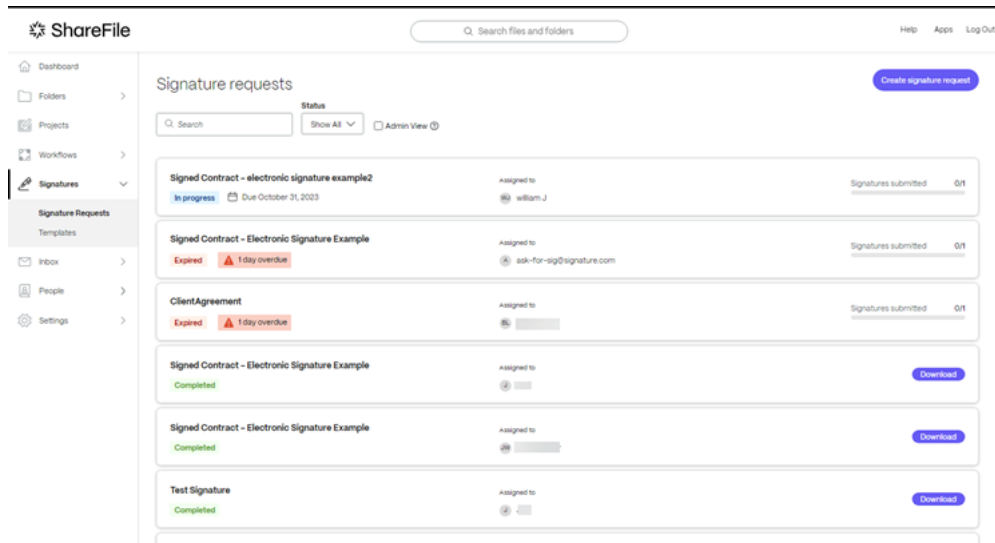 ShareFile
Search files and folders
Help Apps Log Out
Dashboard
Folders
Projects
Workflows
Signatures
Signature Requests
Templates
Inbox
People
Settings
Signature requests
Create signature request
Status
Search
Show All
Admin View
Signed Contract - electronic signature example2
In progress Due October 31, 2023
Assigned to
william J
Signatures submitted 0/1
Signed Contract - Electronic Signature Example
Expired 1 day overdue
Assigned to
A ask-for-sig@signature.com
Signatures submitted 0/1
ClientAgreement
Expired 1 day overdue
Assigned to
BL
Signatures submitted 0/1
Signed Contract - Electronic Signature Example
Completed
Assigned to
J
Download
Signed Contract - Electronic Signature Example
Completed
Assigned to
JW
Download
Test Signature
Completed
Assigned to
J
Download